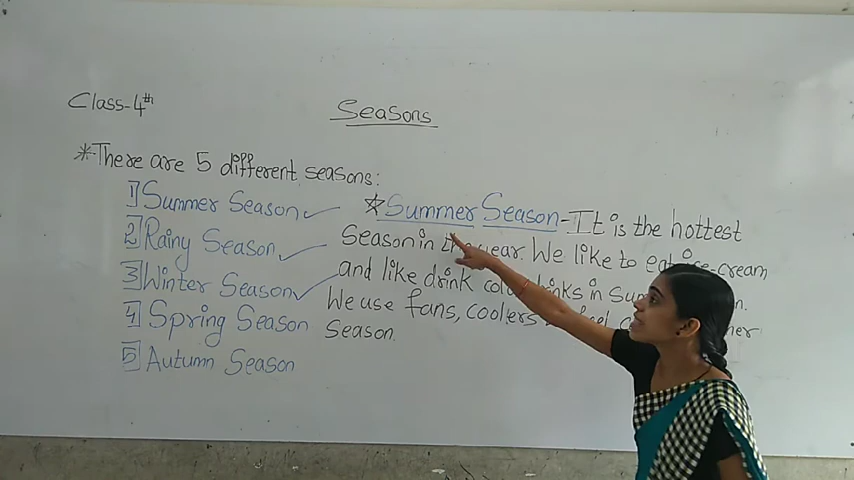 Class-4th
Seasons
*There are 5 different seasons:
1] Summer Season ✓
2] Rainy Season ✓
3] Winter Season ✓
4] Spring Season
5] Autumn Season
☆Summer Season-It is the hottest
Season in the year. We like to eat ice-cream
and like drink cold drinks in
We use fans, coolers
Season.